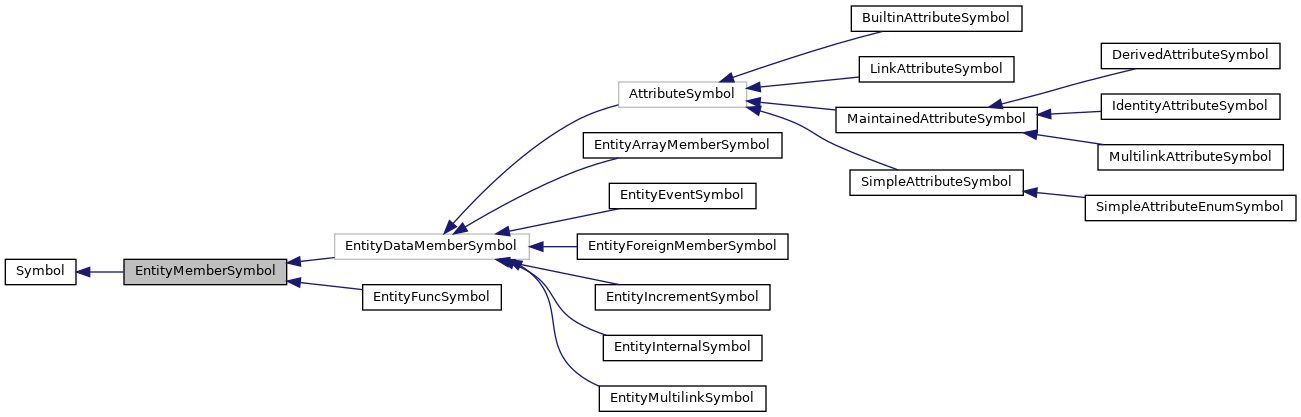 BuiltinAttributeSymbol
DerivedAttributeSymbol
LinkAttributeSymbol
AttributeSymbol
IdentityAttributeSymbol
MaintainedAttributeSymbol
EntityArrayMemberSymbol
MultilinkAttributeSymbol
SimpleAttributeSymbol
EntityEventSymbol
SimpleAttributeEnumSymbol
EntityDataMemberSymbol
EntityForeignMemberSymbol
Symbol
EntityMemberSymbol
EntityFuncSymbol
EntityIncrementSymbol
EntityInternalSymbol
EntityMultilinkSymbol